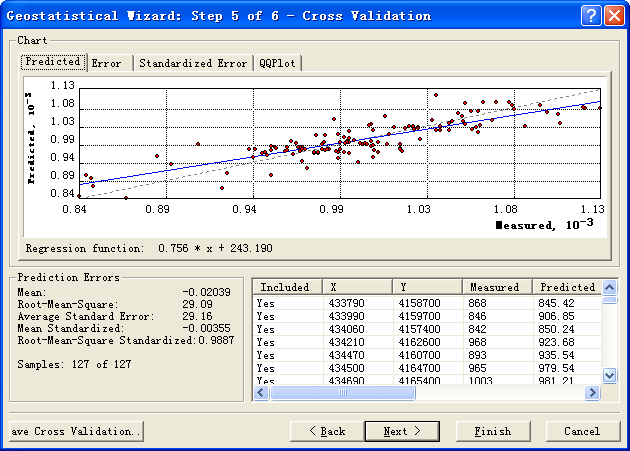 Geostatistical Wizard: Step 5 of 6 - Cross Validation
Chart
Predicted Error Standardized Error QQPlot
Predicted, 10⁻³
1.13
1.08
1.03
0.99
0.94
0.89
0.84
0.84 0.89 0.94 0.99 1.03 1.08 1.13
Measured, 10⁻³
Regression function: 0.756 * x + 243.190
Prediction Errors
Mean: -0.02039
Root-Mean-Square: 29.09
Average Standard Error: 29.16
Mean Standardized: -0.00355
Root-Mean-Square Standardized: 0.9887
Samples: 127 of 127
Included X Y Measured Predicted
Yes 433790 4158700 868 845.42
Yes 433990 4159700 846 906.85
Yes 434060 4157400 842 850.24
Yes 434210 4162600 968 923.68
Yes 434470 4160700 893 935.54
Yes 434500 4164700 965 979.54
Yes 434690 4165400 1003 981.21
ave Cross Validation.. < Back Next > Finish Cancel